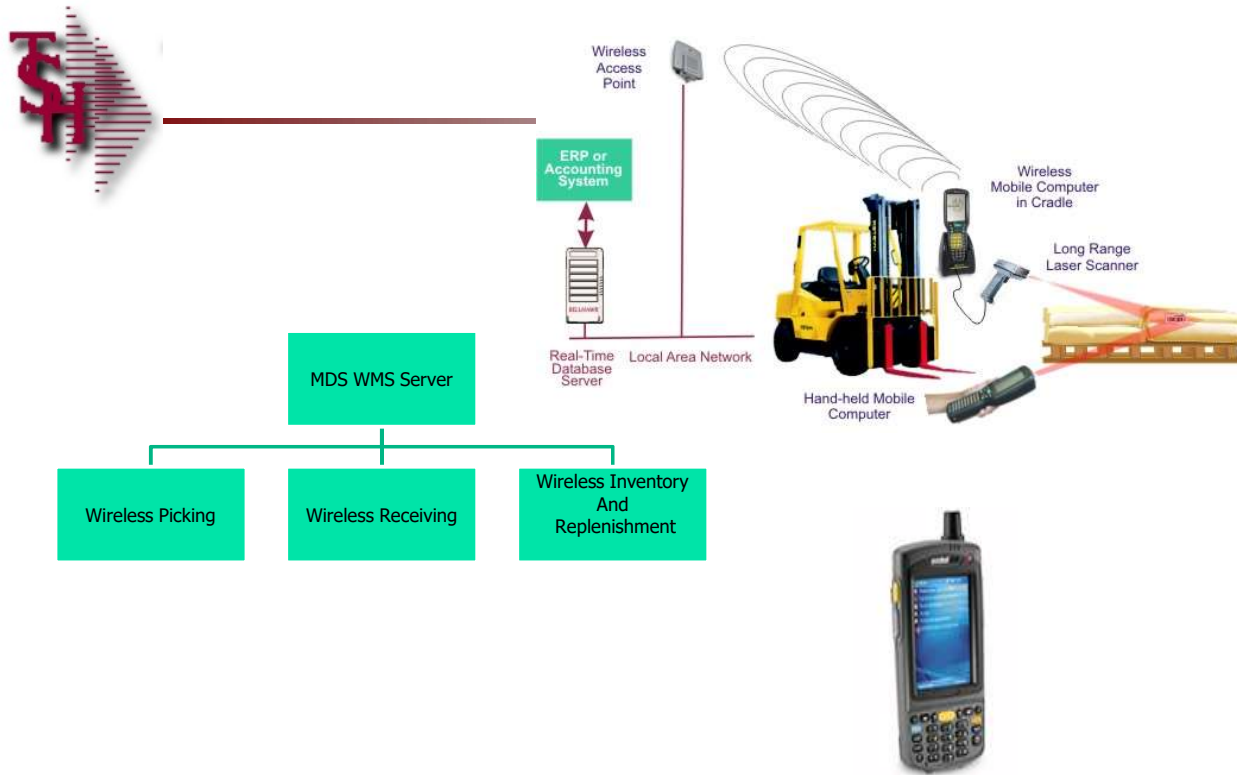 TSH
Wireless
Access
Point
ERP or
Accounting
System
Wireless
Mobile Computer
in Cradle
Long Range
Laser Scanner
BELLHAWK
Real-Time
Database
Server
Local Area Network
Hand-held Mobile
Computer
MDS WMS Server
Wireless Picking
Wireless Receiving
Wireless Inventory
And
Replenishment